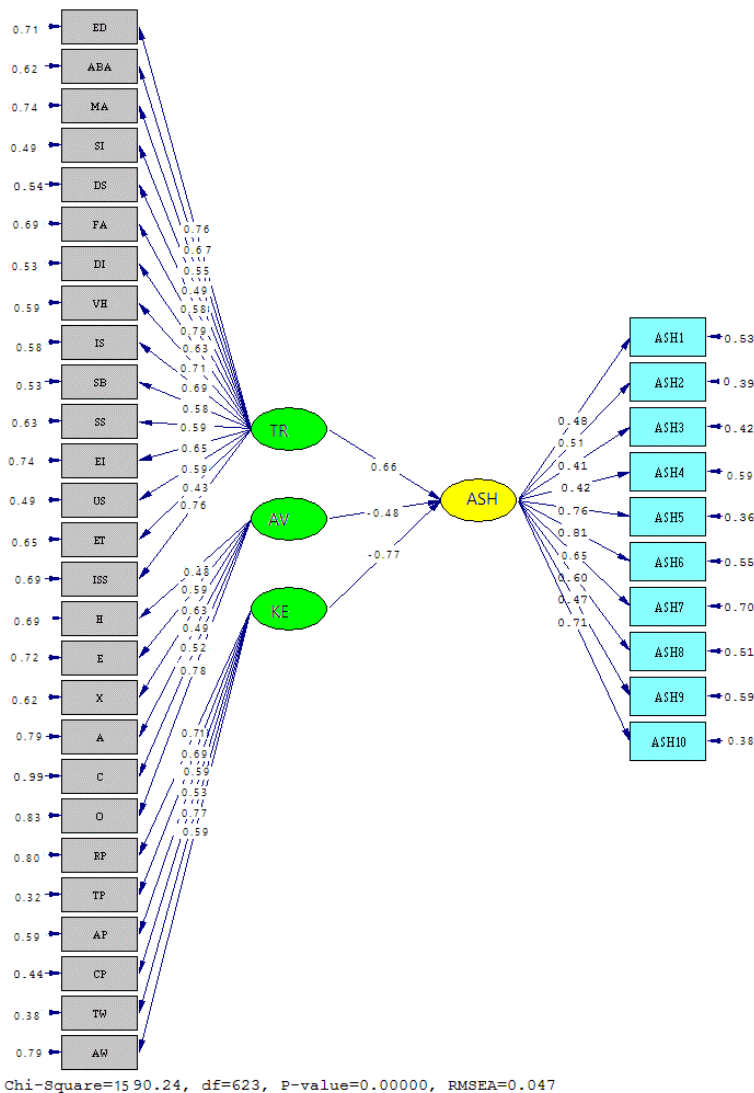 0.71 ED
0.62 ABA
0.74 MA
0.49 SI
0.54 DS
0.69 FA
0.53 DI
0.59 VH
0.58 IS
0.53 SB
0.63 SS
0.74 EI
0.49 US
0.65 ET
0.69 ISS
0.69 H
0.72 E
0.62 X
0.79 A
0.99 C
0.83 O
0.80 RP
0.32 TP
0.59 AP
0.44 CP
0.38 TW
0.79 AW
0.76
0.67
0.55
0.49
0.58
0.79
0.63
0.71
0.69
0.58
0.59
0.65
0.59
0.43
0.76
0.48
0.59
0.63
0.49
0.52
0.78
0.71
0.69
0.59
0.53
0.77
0.59
TR
AV
KE
0.66
-0.48
-0.77
ASH
0.48
0.51
0.41
0.42
0.76
0.81
0.65
0.60
0.47
0.71
ASH1 0.53
ASH2 0.39
ASH3 0.42
ASH4 0.59
ASH5 0.36
ASH6 0.55
ASH7 0.70
ASH8 0.51
ASH9 0.59
ASH10 0.38
Chi-Square=1590.24, df=623, P-value=0.00000, RMSEA=0.047